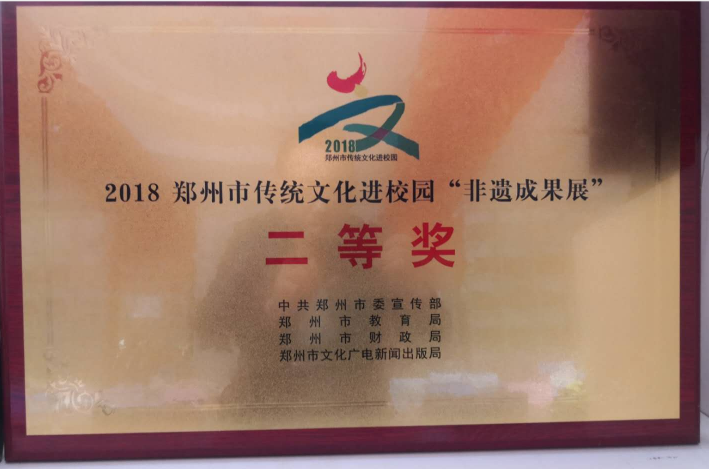 2018
郑州市传统文化进校园
2018 郑州市传统文化进校园“非遗成果展”
二等奖
中共郑州市委宣传部
郑州市教育局
郑州市财政局
郑州市文化广电新闻出版局